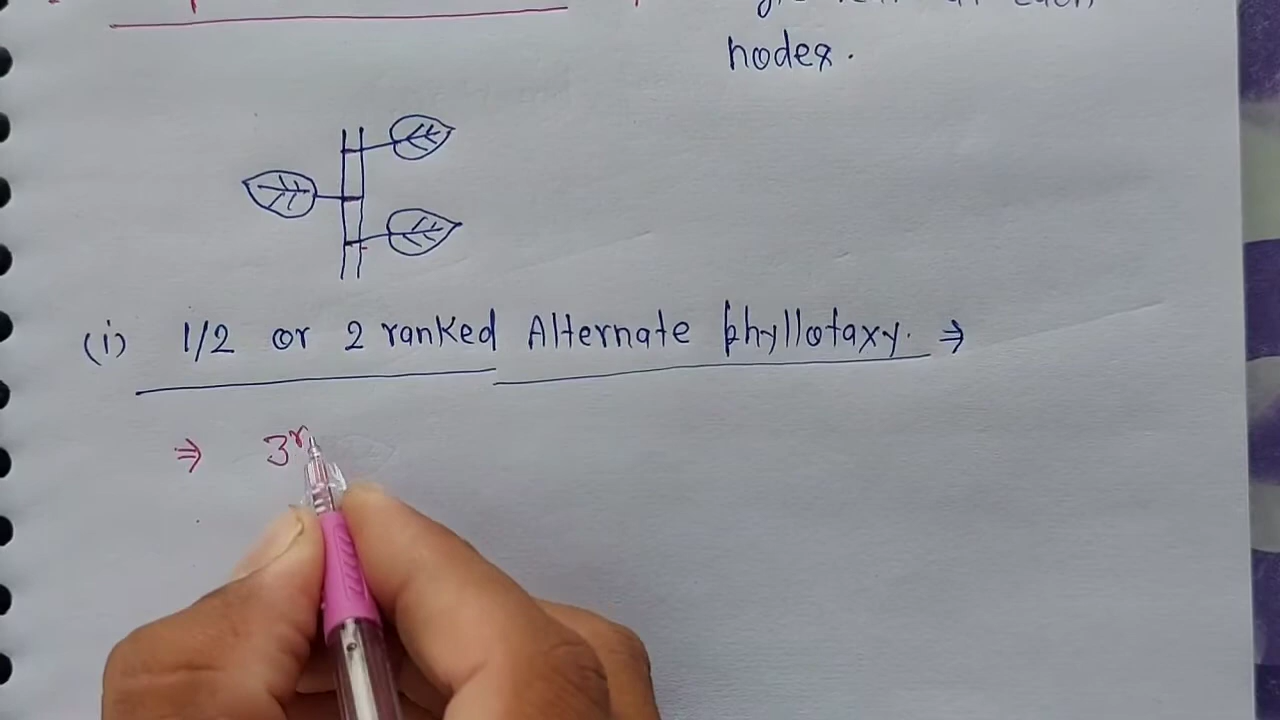 nodes.
(i) 1/2 or 2 ranked Alternate phyllotaxy. ⇒
⇒ 3r